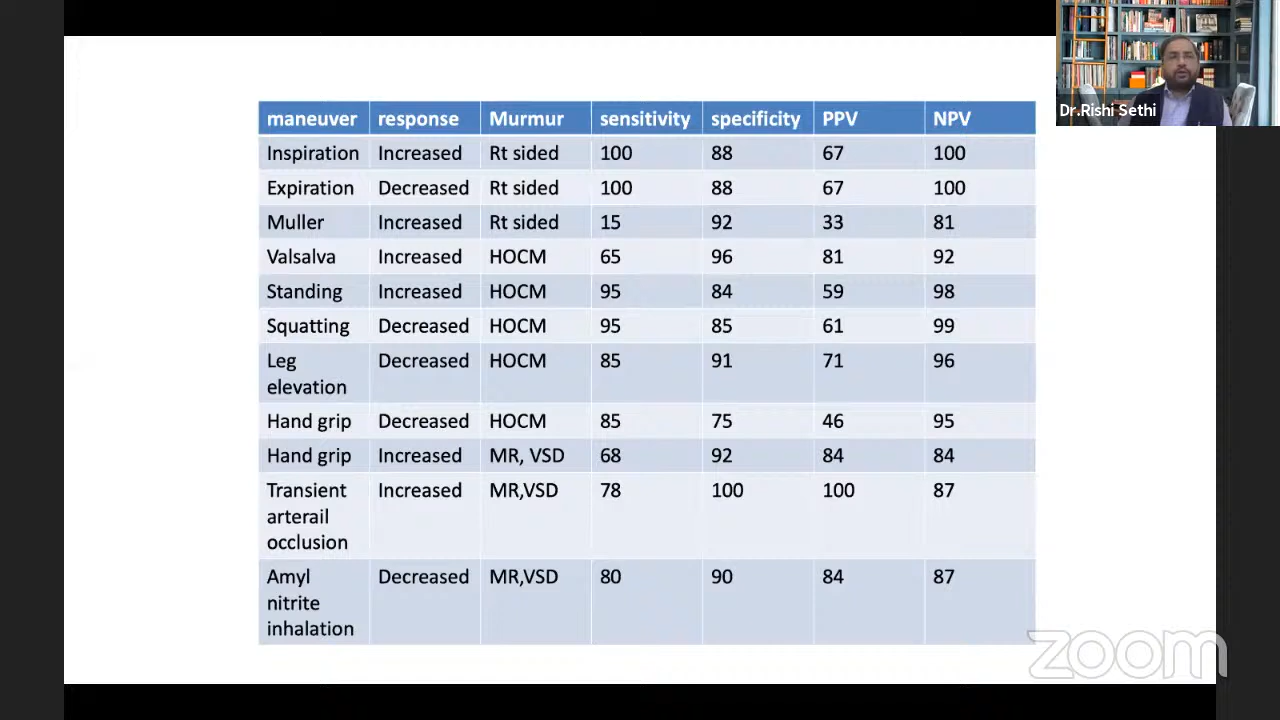 Dr.Rishi Sethi
maneuver response Murmur sensitivity specificity PPV NPV
Inspiration Increased Rt sided 100 88 67 100
Expiration Decreased Rt sided 100 88 67 100
Muller Increased Rt sided 15 92 33 81
Valsalva Increased HOCM 65 96 81 92
Standing Increased HOCM 95 84 59 98
Squatting Decreased HOCM 95 85 61 99
Leg Decreased HOCM 85 91 71 96
elevation
Hand grip Decreased HOCM 85 75 46 95
Hand grip Increased MR, VSD 68 92 84 84
Transient Increased MR,VSD 78 100 100 87
arterail
occlusion
Amyl Decreased MR,VSD 80 90 84 87
nitrite
inhalation
zoom